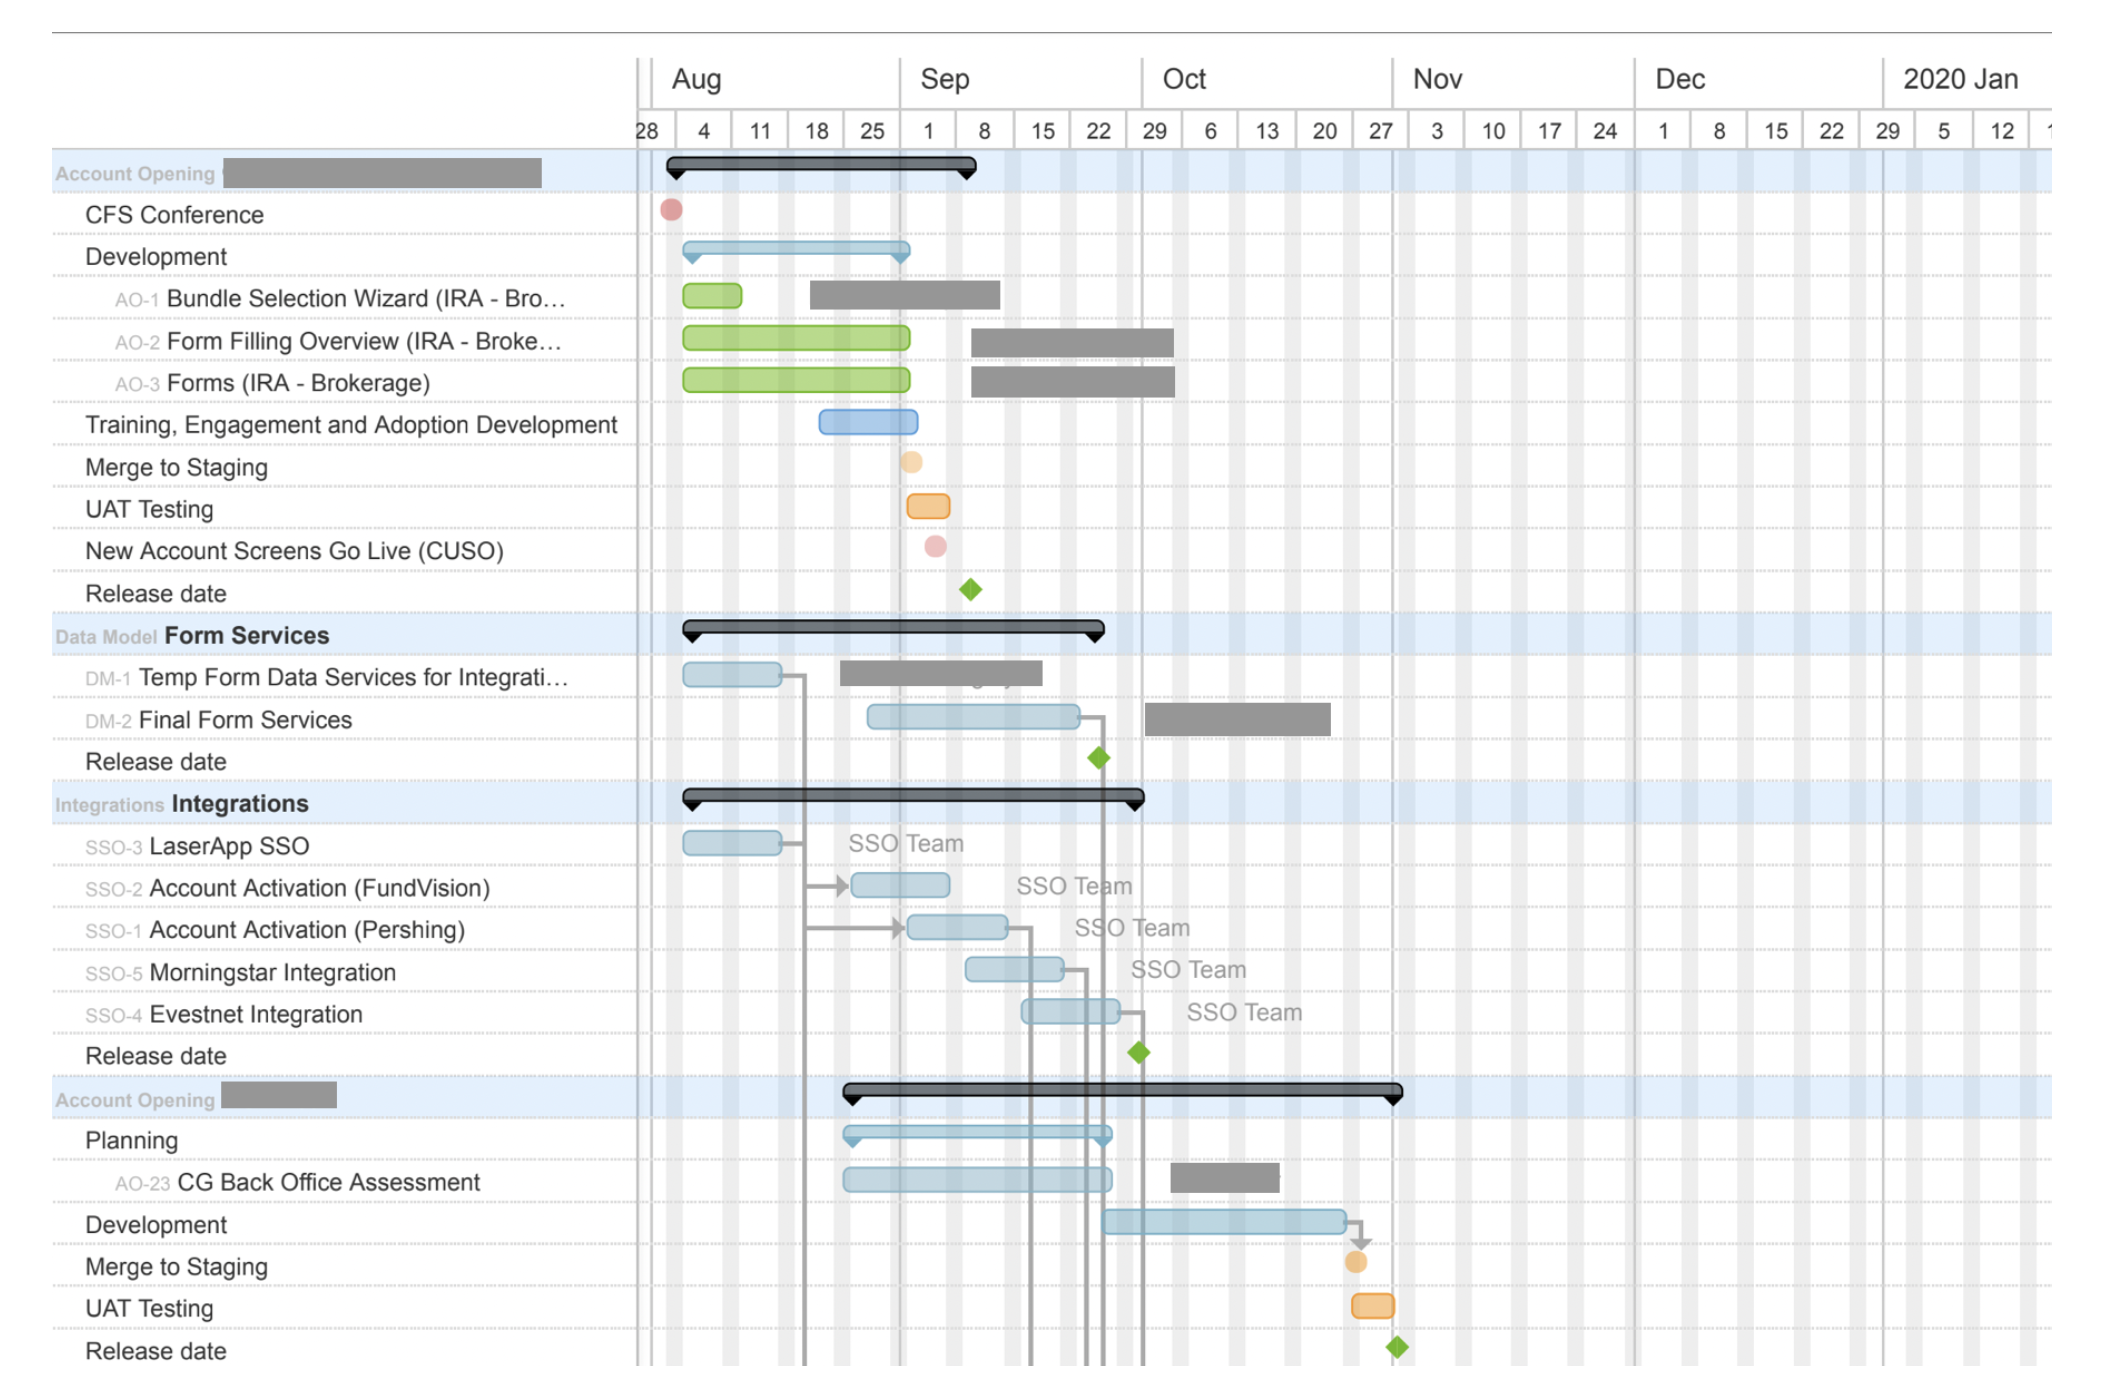 Aug Sep Oct Nov Dec 2020 Jan
28 4 11 18 25 1 8 15 22 29 6 13 20 27 3 10 17 24 1 8 15 22 29 5 12
Account Opening
CFS Conference
Development
AO-1 Bundle Selection Wizard (IRA - Bro…
AO-2 Form Filling Overview (IRA - Broke…
AO-3 Forms (IRA - Brokerage)
Training, Engagement and Adoption Development
Merge to Staging
UAT Testing
New Account Screens Go Live (CUSO)
Release date
Data Model Form Services
DM-1 Temp Form Data Services for Integrati…
DM-2 Final Form Services
Release date
Integrations Integrations
SSO-3 LaserApp SSO SSO Team
SSO-2 Account Activation (FundVision) SSO Team
SSO-1 Account Activation (Pershing) SSO Team
SSO-5 Morningstar Integration SSO Team
SSO-4 Evestnet Integration SSO Team
Release date
Account Opening
Planning
AO-23 CG Back Office Assessment
Development
Merge to Staging
UAT Testing
Release date